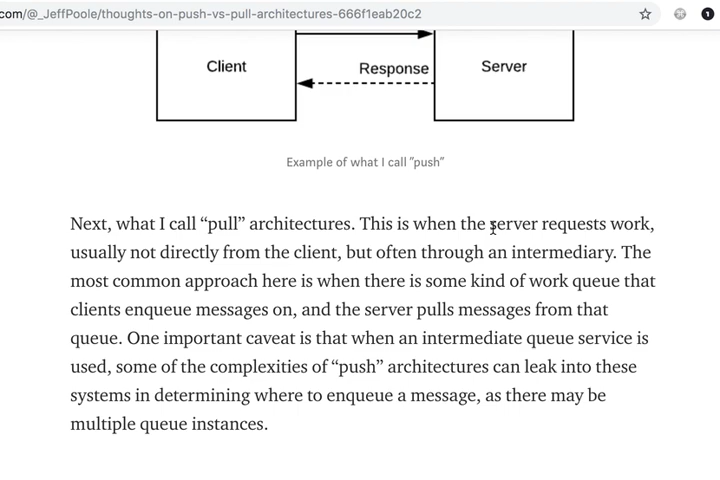 com/@_JeffPoole/thoughts-on-push-vs-pull-architectures-666f1eab20c2
Client
Response
Server
Example of what I call “push”
Next, what I call “pull” architectures. This is when the server requests work,
usually not directly from the client, but often through an intermediary. The
most common approach here is when there is some kind of work queue that
clients enqueue messages on, and the server pulls messages from that
queue. One important caveat is that when an intermediate queue service is
used, some of the complexities of “push” architectures can leak into these
systems in determining where to enqueue a message, as there may be
multiple queue instances.